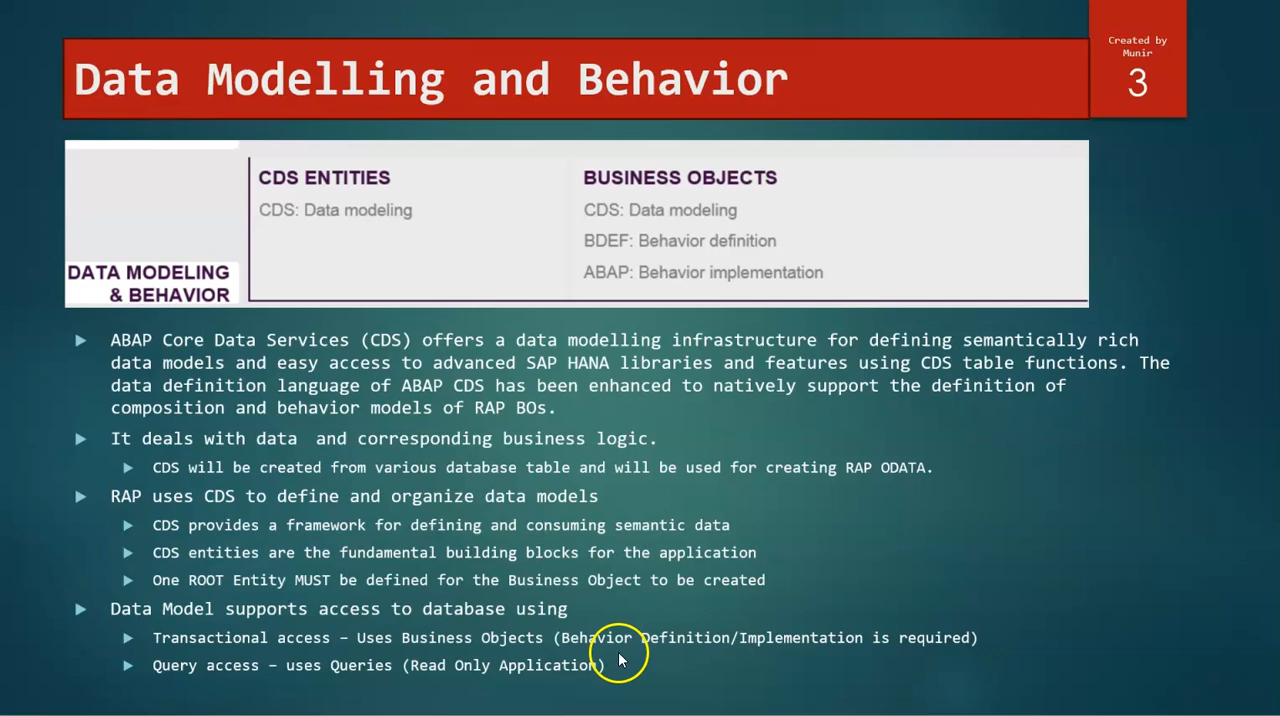 Data Modelling and Behavior
Created by
Munir
3
CDS ENTITIES
CDS: Data modeling
BUSINESS OBJECTS
CDS: Data modeling
BDEF: Behavior definition
ABAP: Behavior implementation
DATA MODELING
& BEHAVIOR
ABAP Core Data Services (CDS) offers a data modelling infrastructure for defining semantically rich
data models and easy access to advanced SAP HANA libraries and features using CDS table functions. The
data definition language of ABAP CDS has been enhanced to natively support the definition of
composition and behavior models of RAP BOs.
It deals with data  and corresponding business logic.
CDS will be created from various database table and will be used for creating RAP ODATA.
RAP uses CDS to define and organize data models
CDS provides a framework for defining and consuming semantic data
CDS entities are the fundamental building blocks for the application
One ROOT Entity MUST be defined for the Business Object to be created
Data Model supports access to database using
Transactional access – Uses Business Objects (Behavior Definition/Implementation is required)
Query access – uses Queries (Read Only Application)